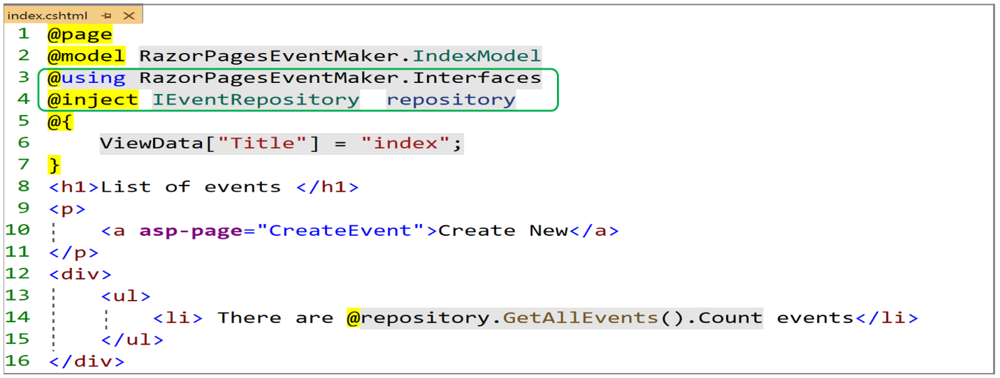 index.cshtml
1 @page
2 @model RazorPagesEventMaker.IndexModel
3 @using RazorPagesEventMaker.Interfaces
4 @inject IEventRepository repository
5 @{
6 ViewData["Title"] = "index";
7 }
8 <h1>List of events </h1>
9 <p>
10 <a asp-page="CreateEvent">Create New</a>
11 </p>
12 <div>
13 <ul>
14 <li> There are @repository.GetAllEvents().Count events</li>
15 </ul>
16 </div>